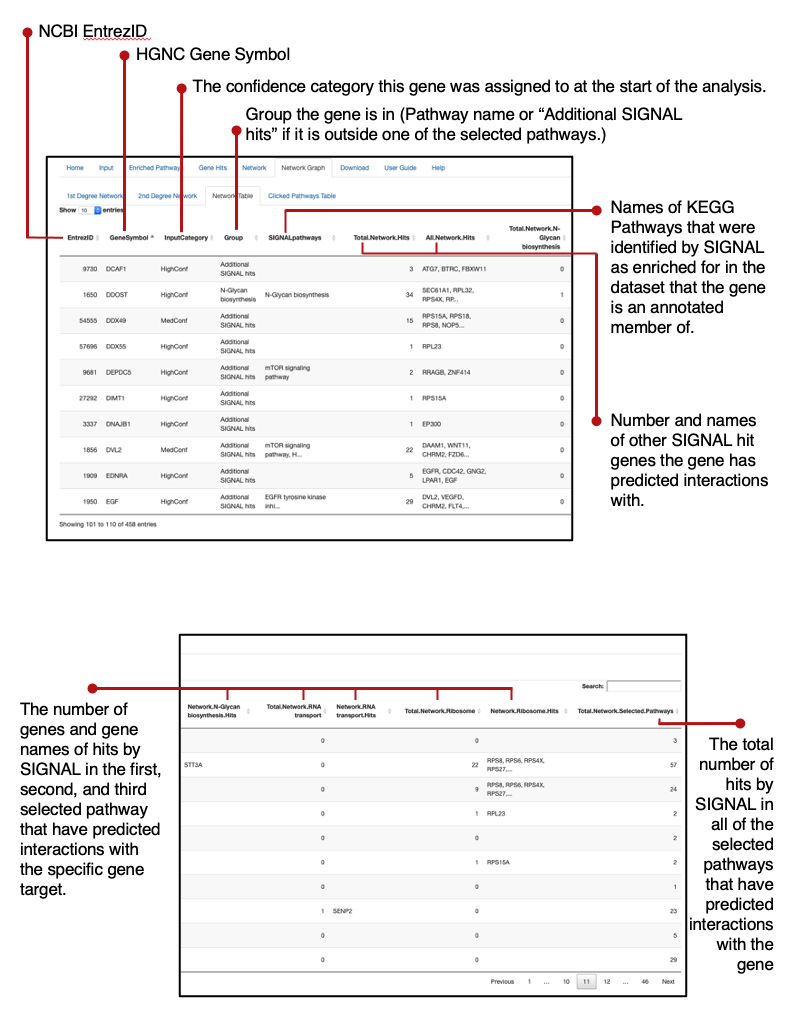 NCBI EntrezID
HGNC Gene Symbol
The confidence category this gene was assigned to at the start of the analysis.
Group the gene is in (Pathway name or “Additional SIGNAL
hits” if it is outside one of the selected pathways.)
Home Input Enriched Pathways Gene Hits Network Network Graph Download User Guide Help
1st Degree Network 2nd Degree Network Network Table Clicked Pathways Table
Show 10 entries
EntrezID GeneSymbol InputCategory Group SIGNALpathways Total.Network.Hits All.Network.Hits Total.Network.N-
Glycan
biosynthesis
9730 DCAF1 HighConf Additional
SIGNAL hits 3 ATG7, BTRC, FBXW11 0
1650 DDOST HighConf N-Glycan
biosynthesis N-Glycan biosynthesis 34 SEC61A1, RPL32,
RPS4X, RP... 1
54555 DDX49 MedConf Additional
SIGNAL hits 15 RPS15A, RPS18,
RPS8, NOP5... 0
57696 DDX55 HighConf Additional
SIGNAL hits 1 RPL23 0
9681 DEPDC5 HighConf Additional
SIGNAL hits mTOR signaling
pathway 2 RRAGB, ZNF414 0
27292 DIMT1 HighConf Additional
SIGNAL hits 1 RPS15A 0
3337 DNAJB1 HighConf Additional
SIGNAL hits 1 EP300 0
1856 DVL2 MedConf Additional
SIGNAL hits mTOR signaling
pathway, H... 22 DAAM1, WNT11,
CHRM2, FZD6... 0
1909 EDNRA HighConf Additional
SIGNAL hits 5 EGFR, CDC42, GNG2,
LPAR1, EGF 0
1950 EGF HighConf Additional
SIGNAL hits EGFR tyrosine kinase
inhi... 29 DVL2, VEGFD,
CHRM2, FLT4,... 0
Showing 101 to 110 of 458 entries
Names of KEGG
Pathways that were
identified by SIGNAL
as enriched for in the
dataset that the gene
is an annotated
member of.
Number and names
of other SIGNAL hit
genes the gene has
predicted interactions
with.
The number of
genes and gene
names of hits by
SIGNAL in the first,
second, and third
selected pathway
that have predicted
interactions with
the specific gene
target.
Search:
Network.N-Glycan
biosynthesis.Hits Total.Network.RNA
transport Network.RNA
transport.Hits Total.Network.Ribosome Network.Ribosome.Hits Total.Network.Selected.Pathways
0 0 3
STT3A 0 22 RPS8, RPS6, RPS4X,
RPS27,... 57
0 9 RPS8, RPS6, RPS4X,
RPS27,... 24
0 1 RPL23 2
0 0 2
0 1 RPS15A 2
0 0 1
1 SENP2 0 23
0 0 5
0 0 29
Previous 1 ... 10 11 12 ... 46 Next
The total
number of
hits by
SIGNAL in
all of the
selected
pathways
that have
predicted
interactions
with the
gene